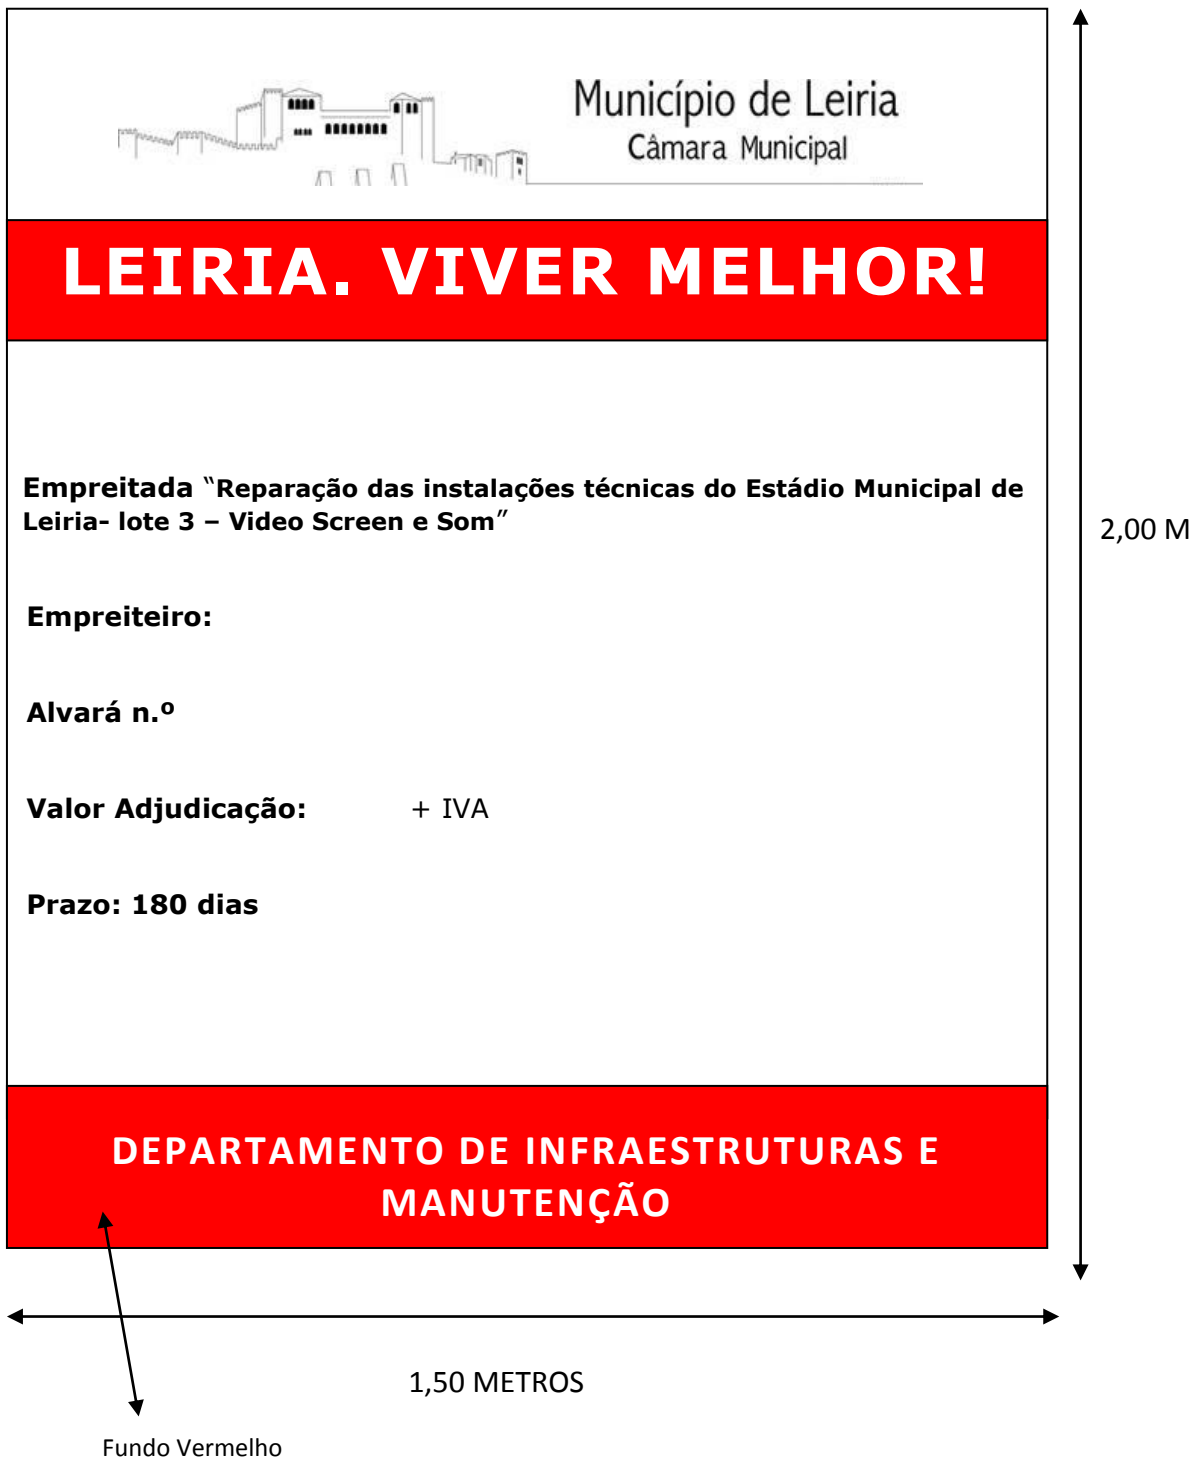 Município de Leiria
Câmara Municipal
LEIRIA. VIVER MELHOR!
Empreitada “Reparação das instalações técnicas do Estádio Municipal de
Leiria- lote 3 – Video Screen e Som”
2,00 M
Empreiteiro:
Alvará n.º
Valor Adjudicação: + IVA
Prazo: 180 dias
DEPARTAMENTO DE INFRAESTRUTURAS E
MANUTENÇÃO
1,50 METROS
Fundo Vermelho